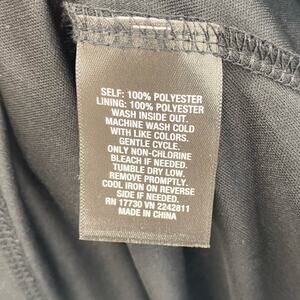 SELF: 100% POLYESTER
LINING: 100% POLYESTER
WASH INSIDE OUT.
MACHINE WASH COLD
WITH LIKE COLORS.
GENTLE CYCLE.
ONLY NON-CHLORINE
BLEACH IF NEEDED.
TUMBLE DRY LOW.
REMOVE PROMPTLY.
COOL IRON ON REVERSE
SIDE IF NEEDED.
RN 17730 VN 2242811
MADE IN CHINA